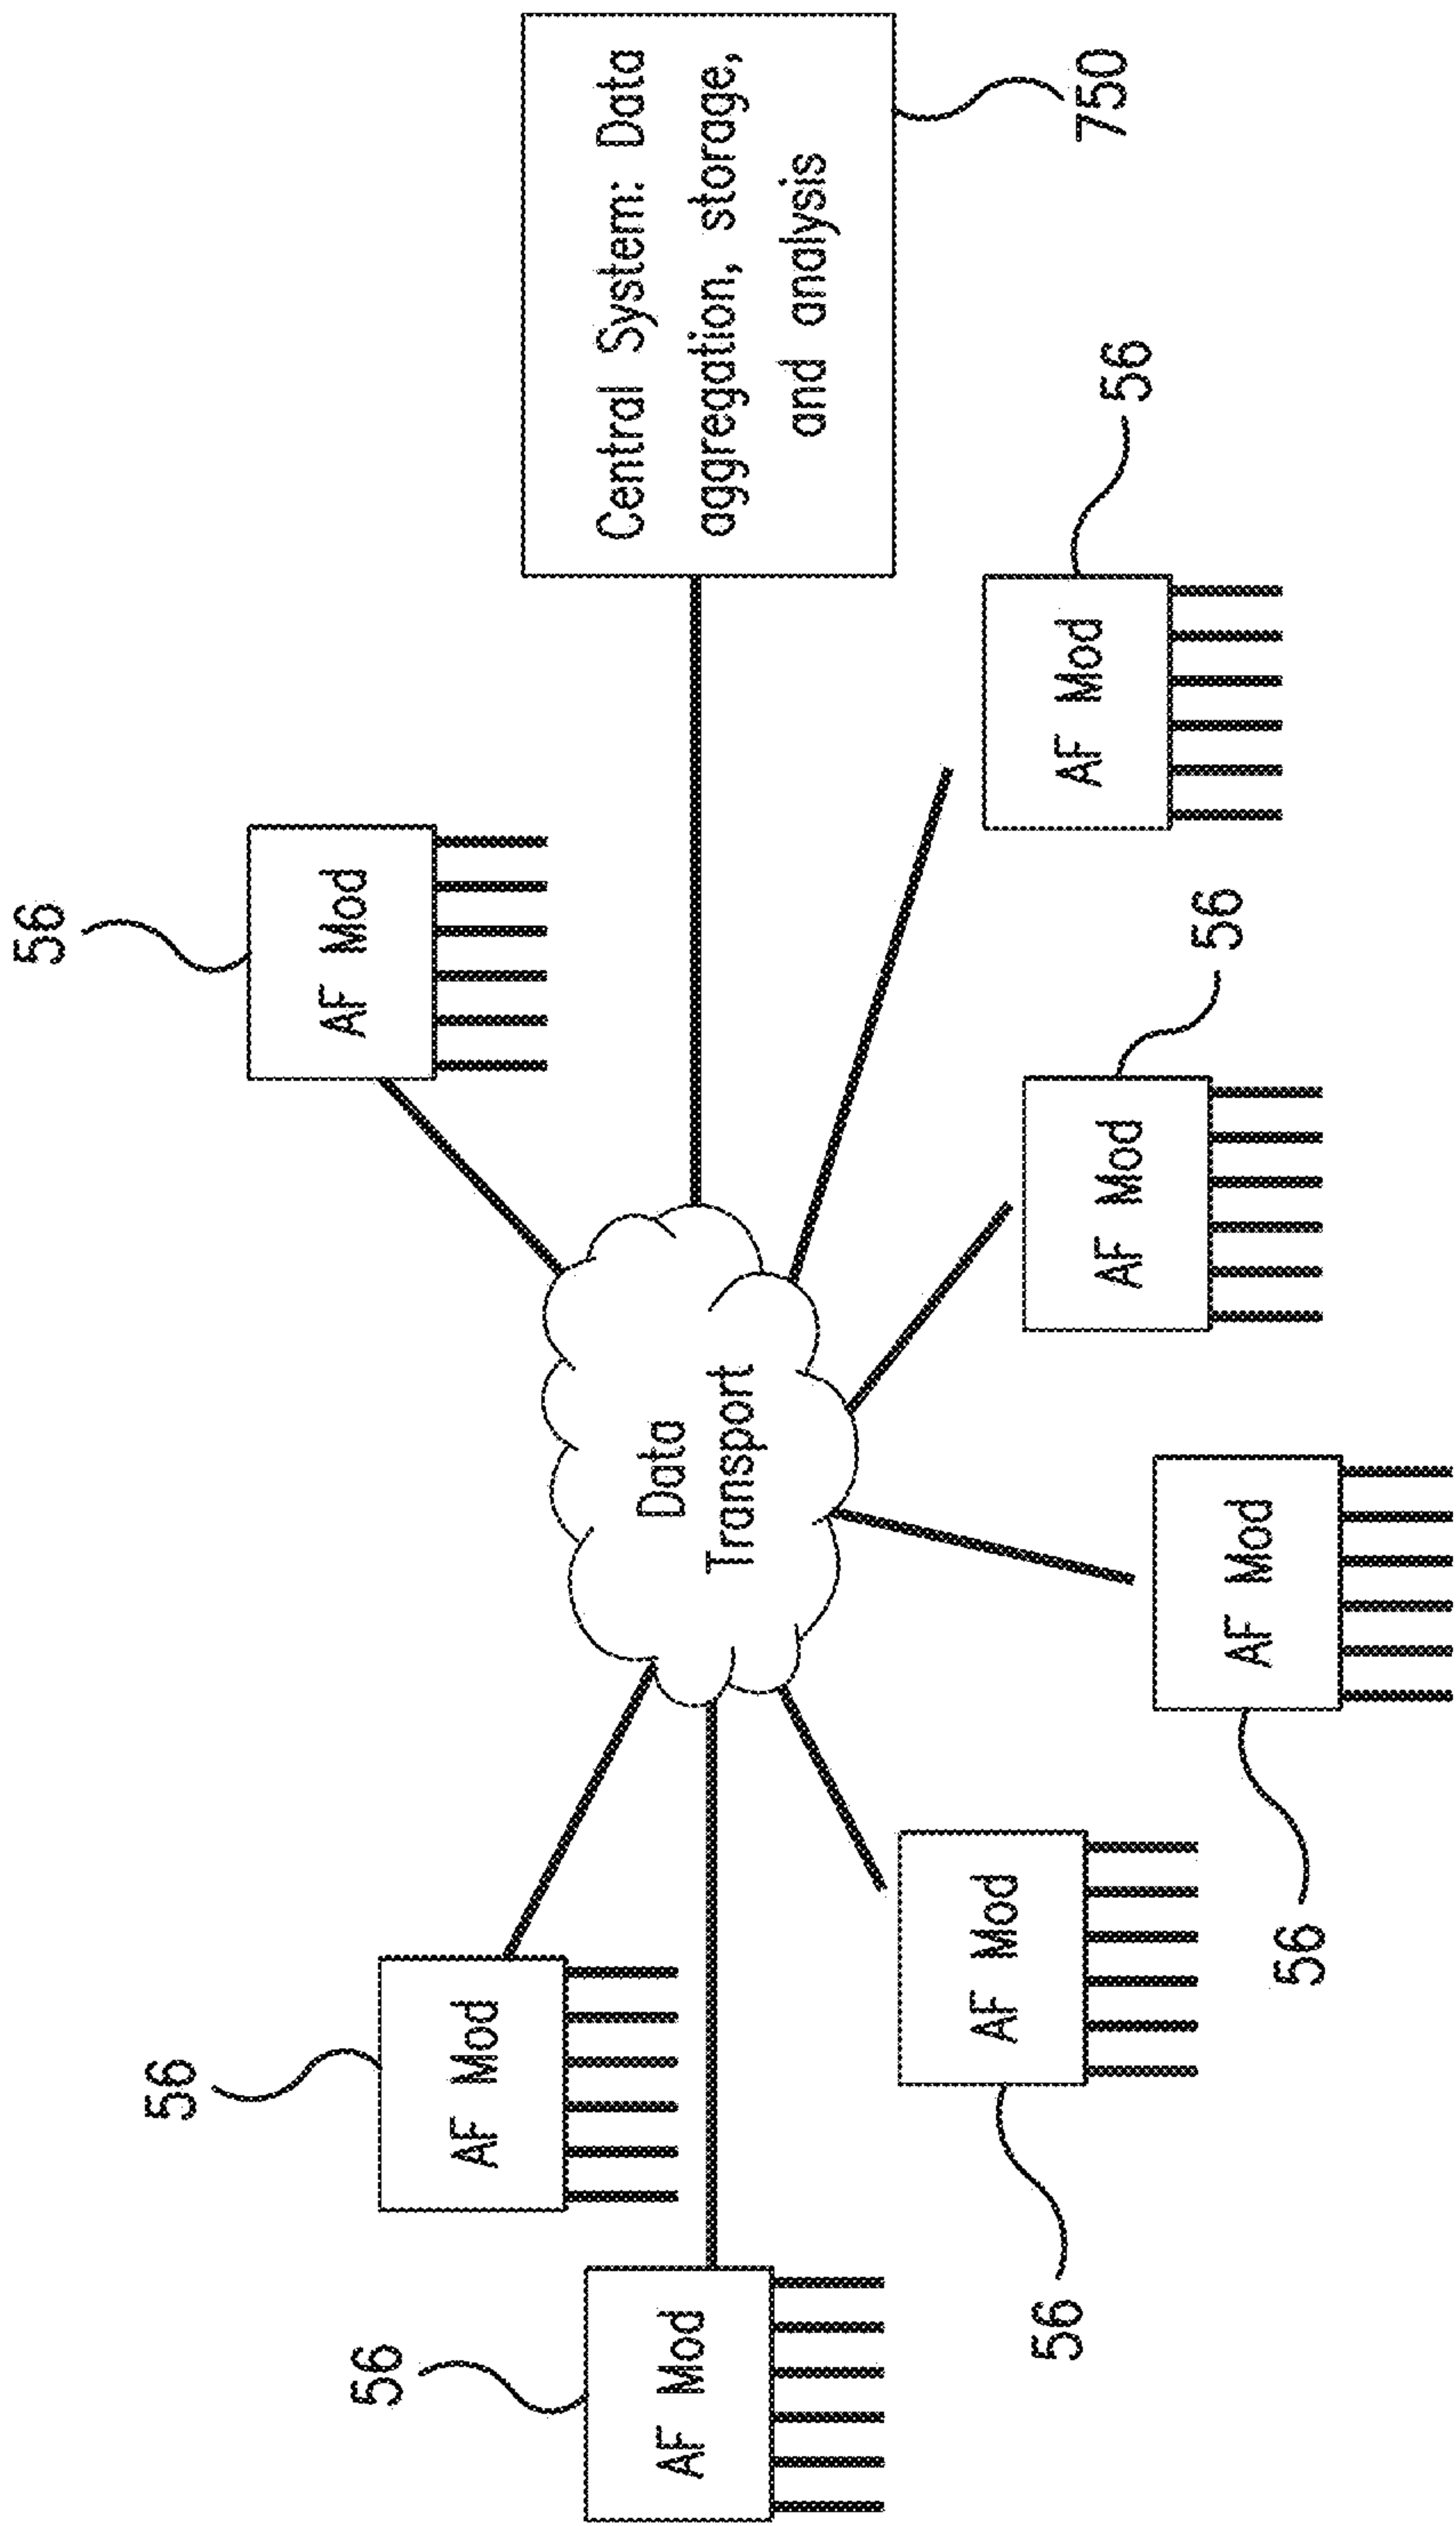 56
56
AF Mod
56
AF Mod
AF Mod
Data
Transport
Central System: Data
aggregation, storage,
and analysis
750
AF Mod
56
AF Mod
56
AF Mod
56
AF Mod
56